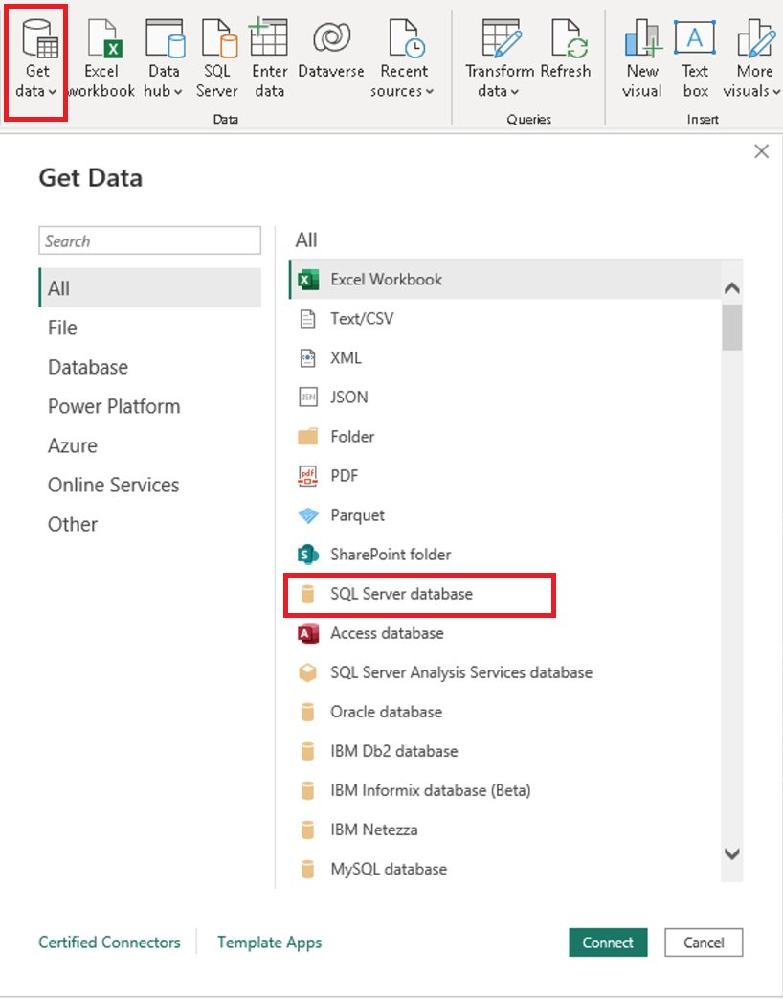 Get data
Excel workbook
Data hub
SQL Server
Enter data
Dataverse
Recent sources
Transform data
Refresh
New visual
Text box
More visuals
Data
Queries
Insert
Get Data
Search
All
File
Database
Power Platform
Azure
Online Services
Other
All
Excel Workbook
Text/CSV
XML
JSON
Folder
PDF
Parquet
SharePoint folder
SQL Server database
Access database
SQL Server Analysis Services database
Oracle database
IBM Db2 database
IBM Informix database (Beta)
IBM Netezza
MySQL database
Certified Connectors
Template Apps
Connect
Cancel